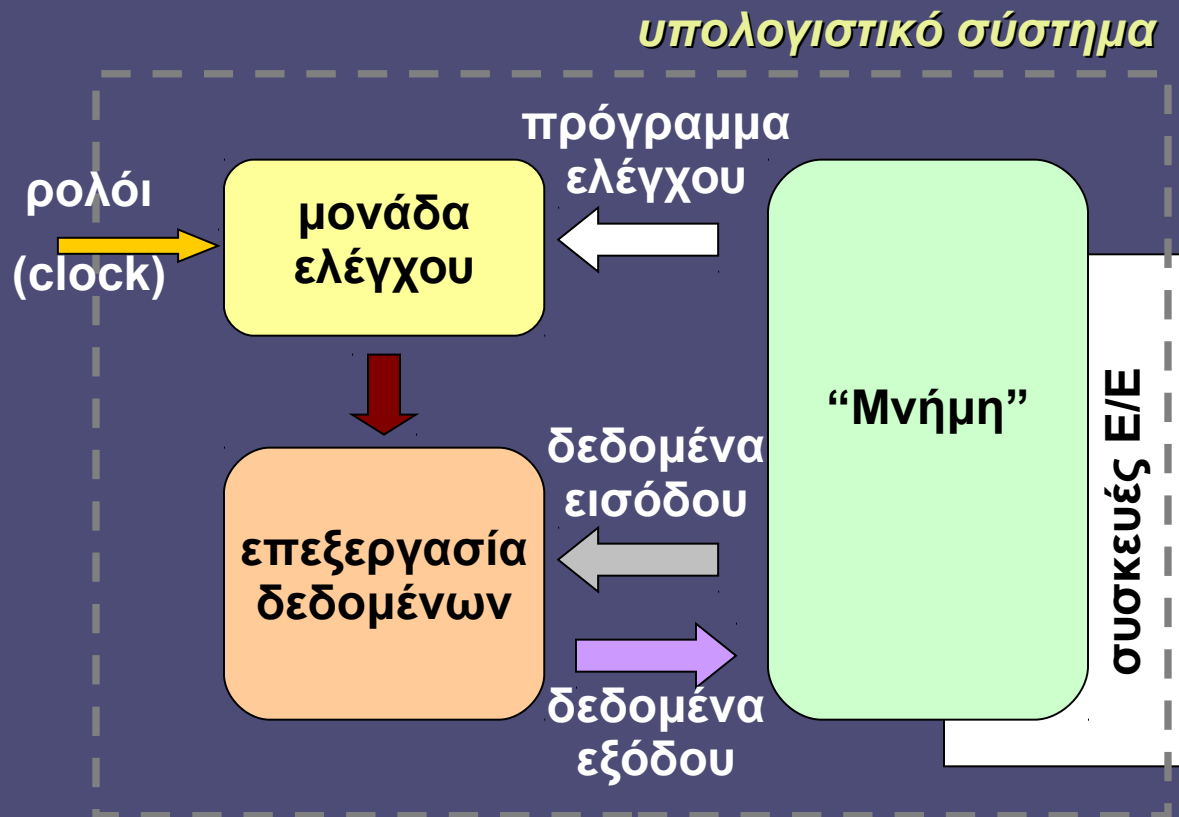 υπολογιστικό σύστημα
πρόγραμμα
ελέγχου
ρολόι
(clock)
μονάδα
ελέγχου
“Μνήμη”
συσκευές Ε/Ε
δεδομένα
εισόδου
επεξεργασία
δεδομένων
δεδομένα
εξόδου